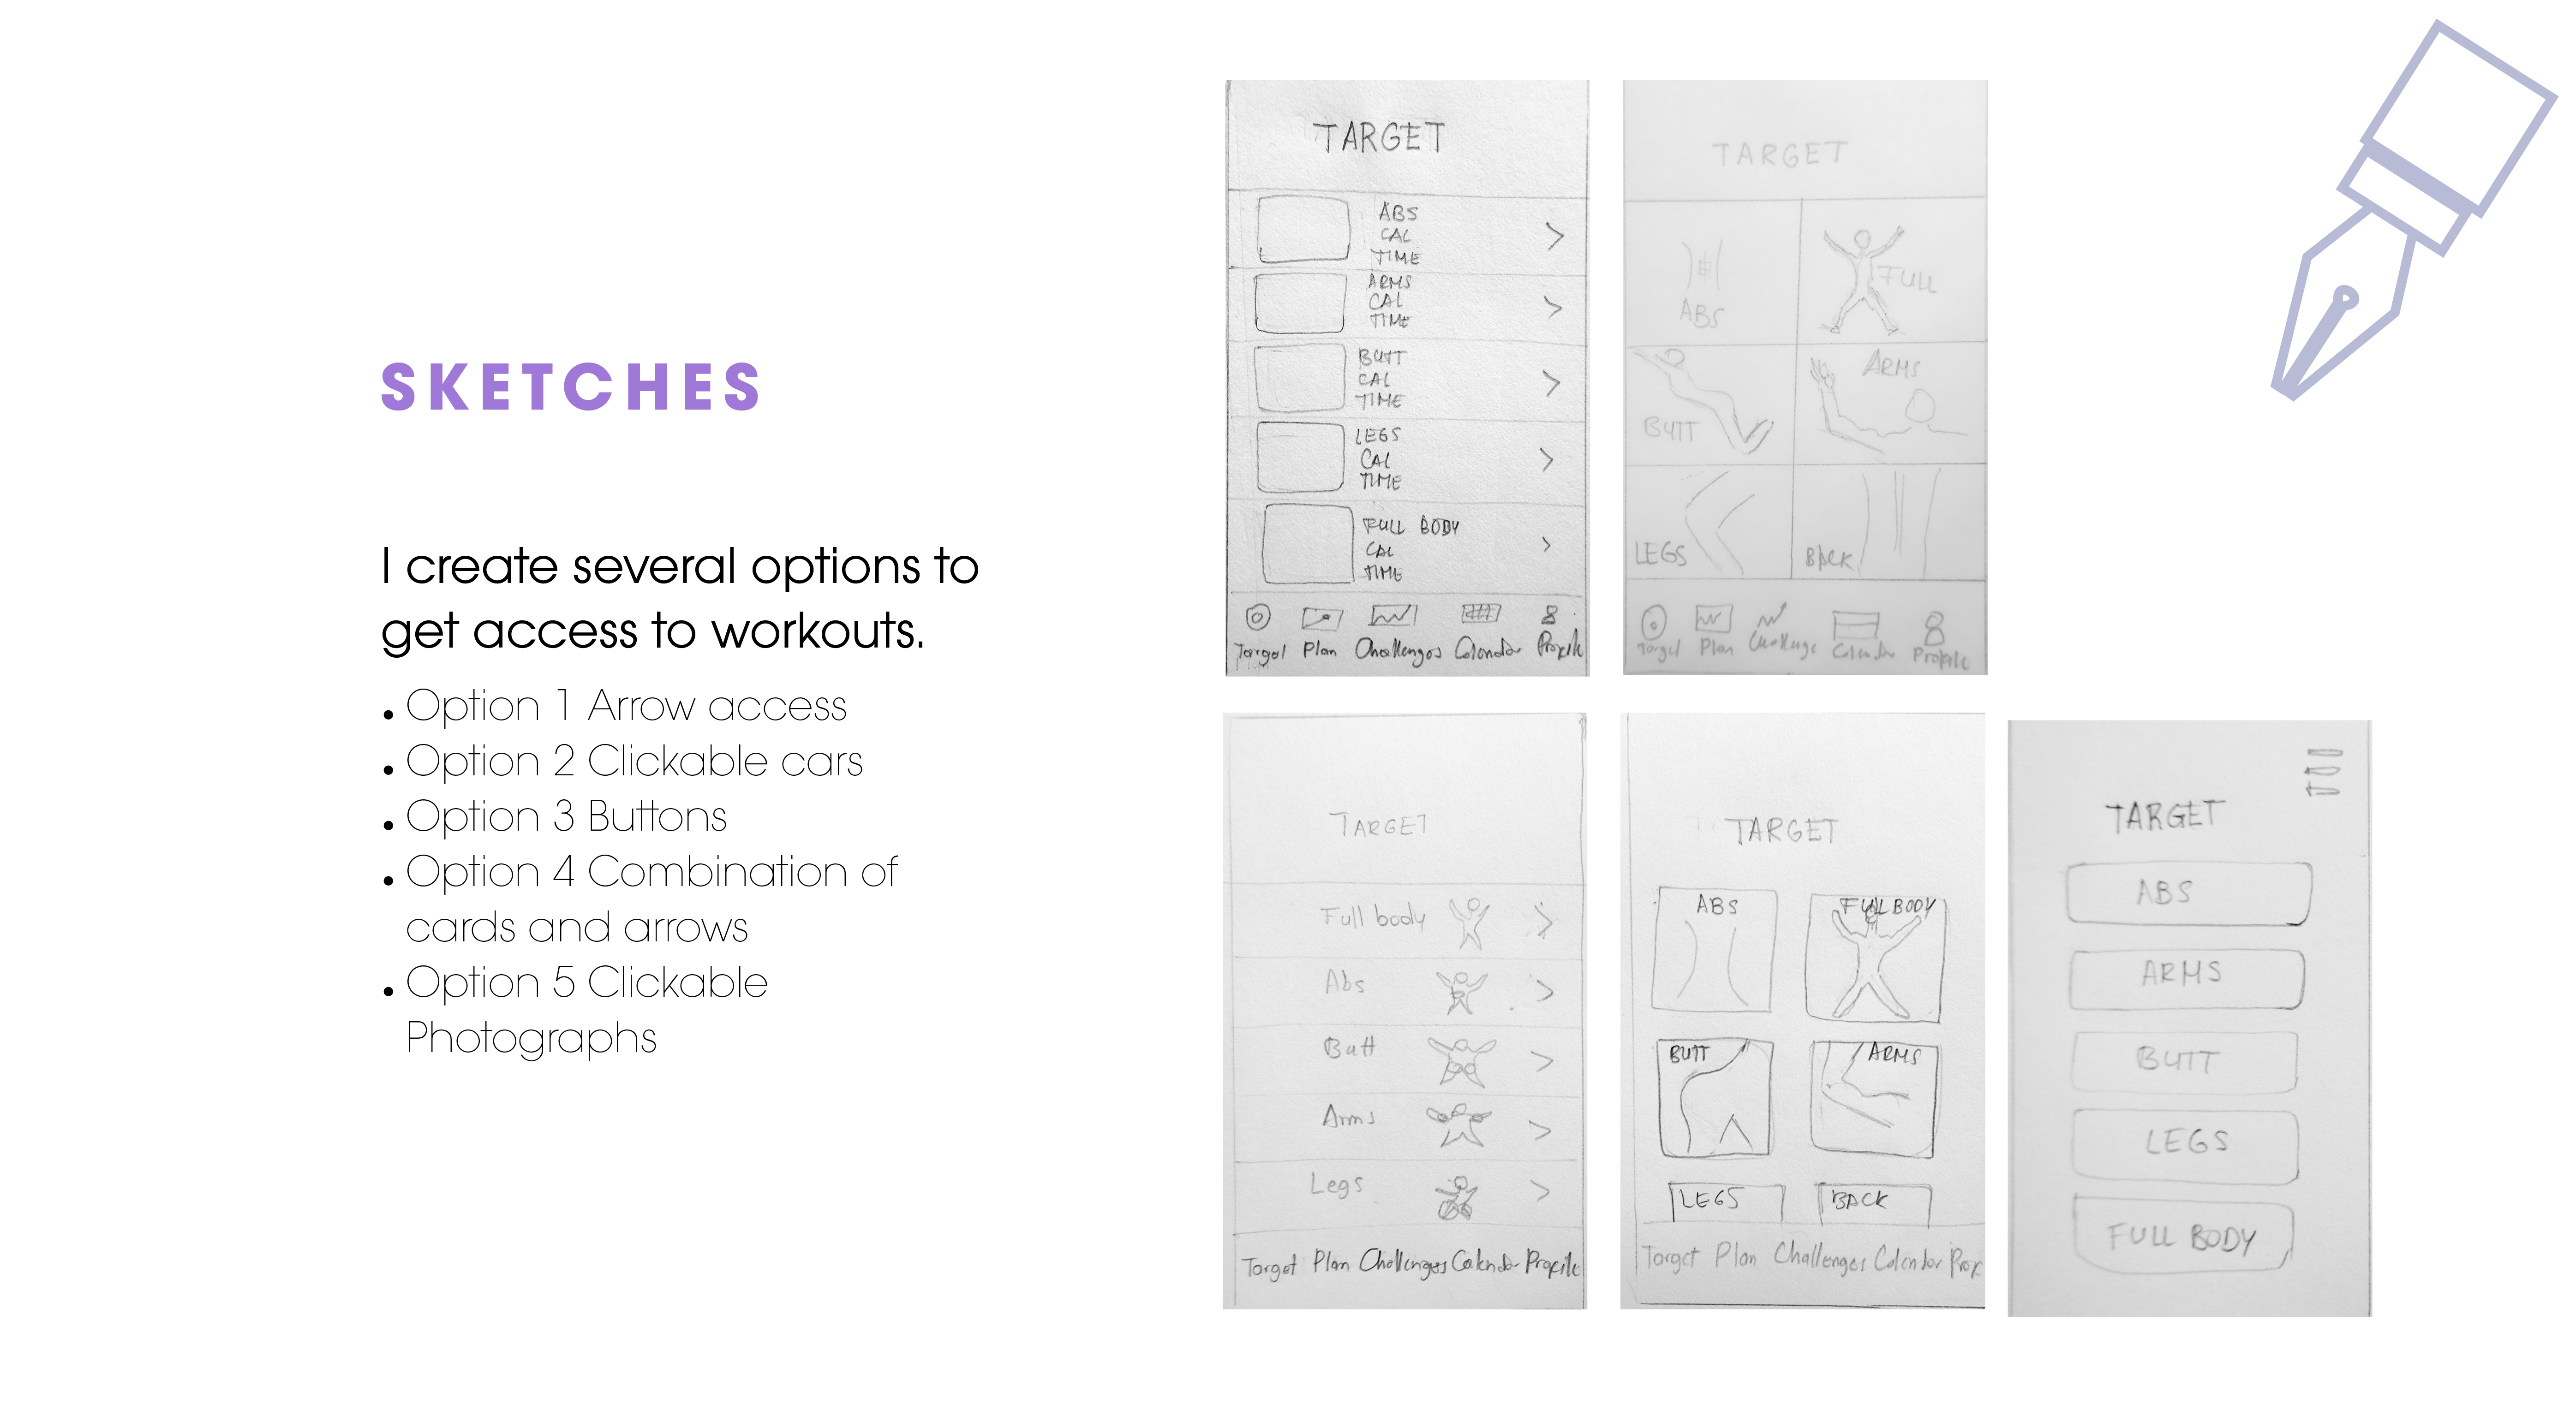 SKETCHES
I create several options to
get access to workouts.
• Option 1 Arrow access
• Option 2 Clickable cars
• Option 3 Buttons
• Option 4 Combination of
cards and arrows
• Option 5 Clickable
Photographs
TARGET
ABS
CAL
TIME
ARMS
CAL
TIME
BUTT
CAL
TIME
LEGS
CAL
TIME
FULL BODY
CAL
TIME
Target Plan Challenges Calendar Profile
TARGET
ABS
FULL
BUTT
ARMS
LEGS
BACK
Target Plan Challenge Calendar Profile
TARGET
Full body
Abs
Butt
Arms
Legs
Target Plan Challenges Calendar Profile
TARGET
ABS
FULL BODY
BUTT
ARMS
LEGS
BACK
Target Plan Challenges Calendar Prof
TARGET
ABS
ARMS
BUTT
LEGS
FULL BODY